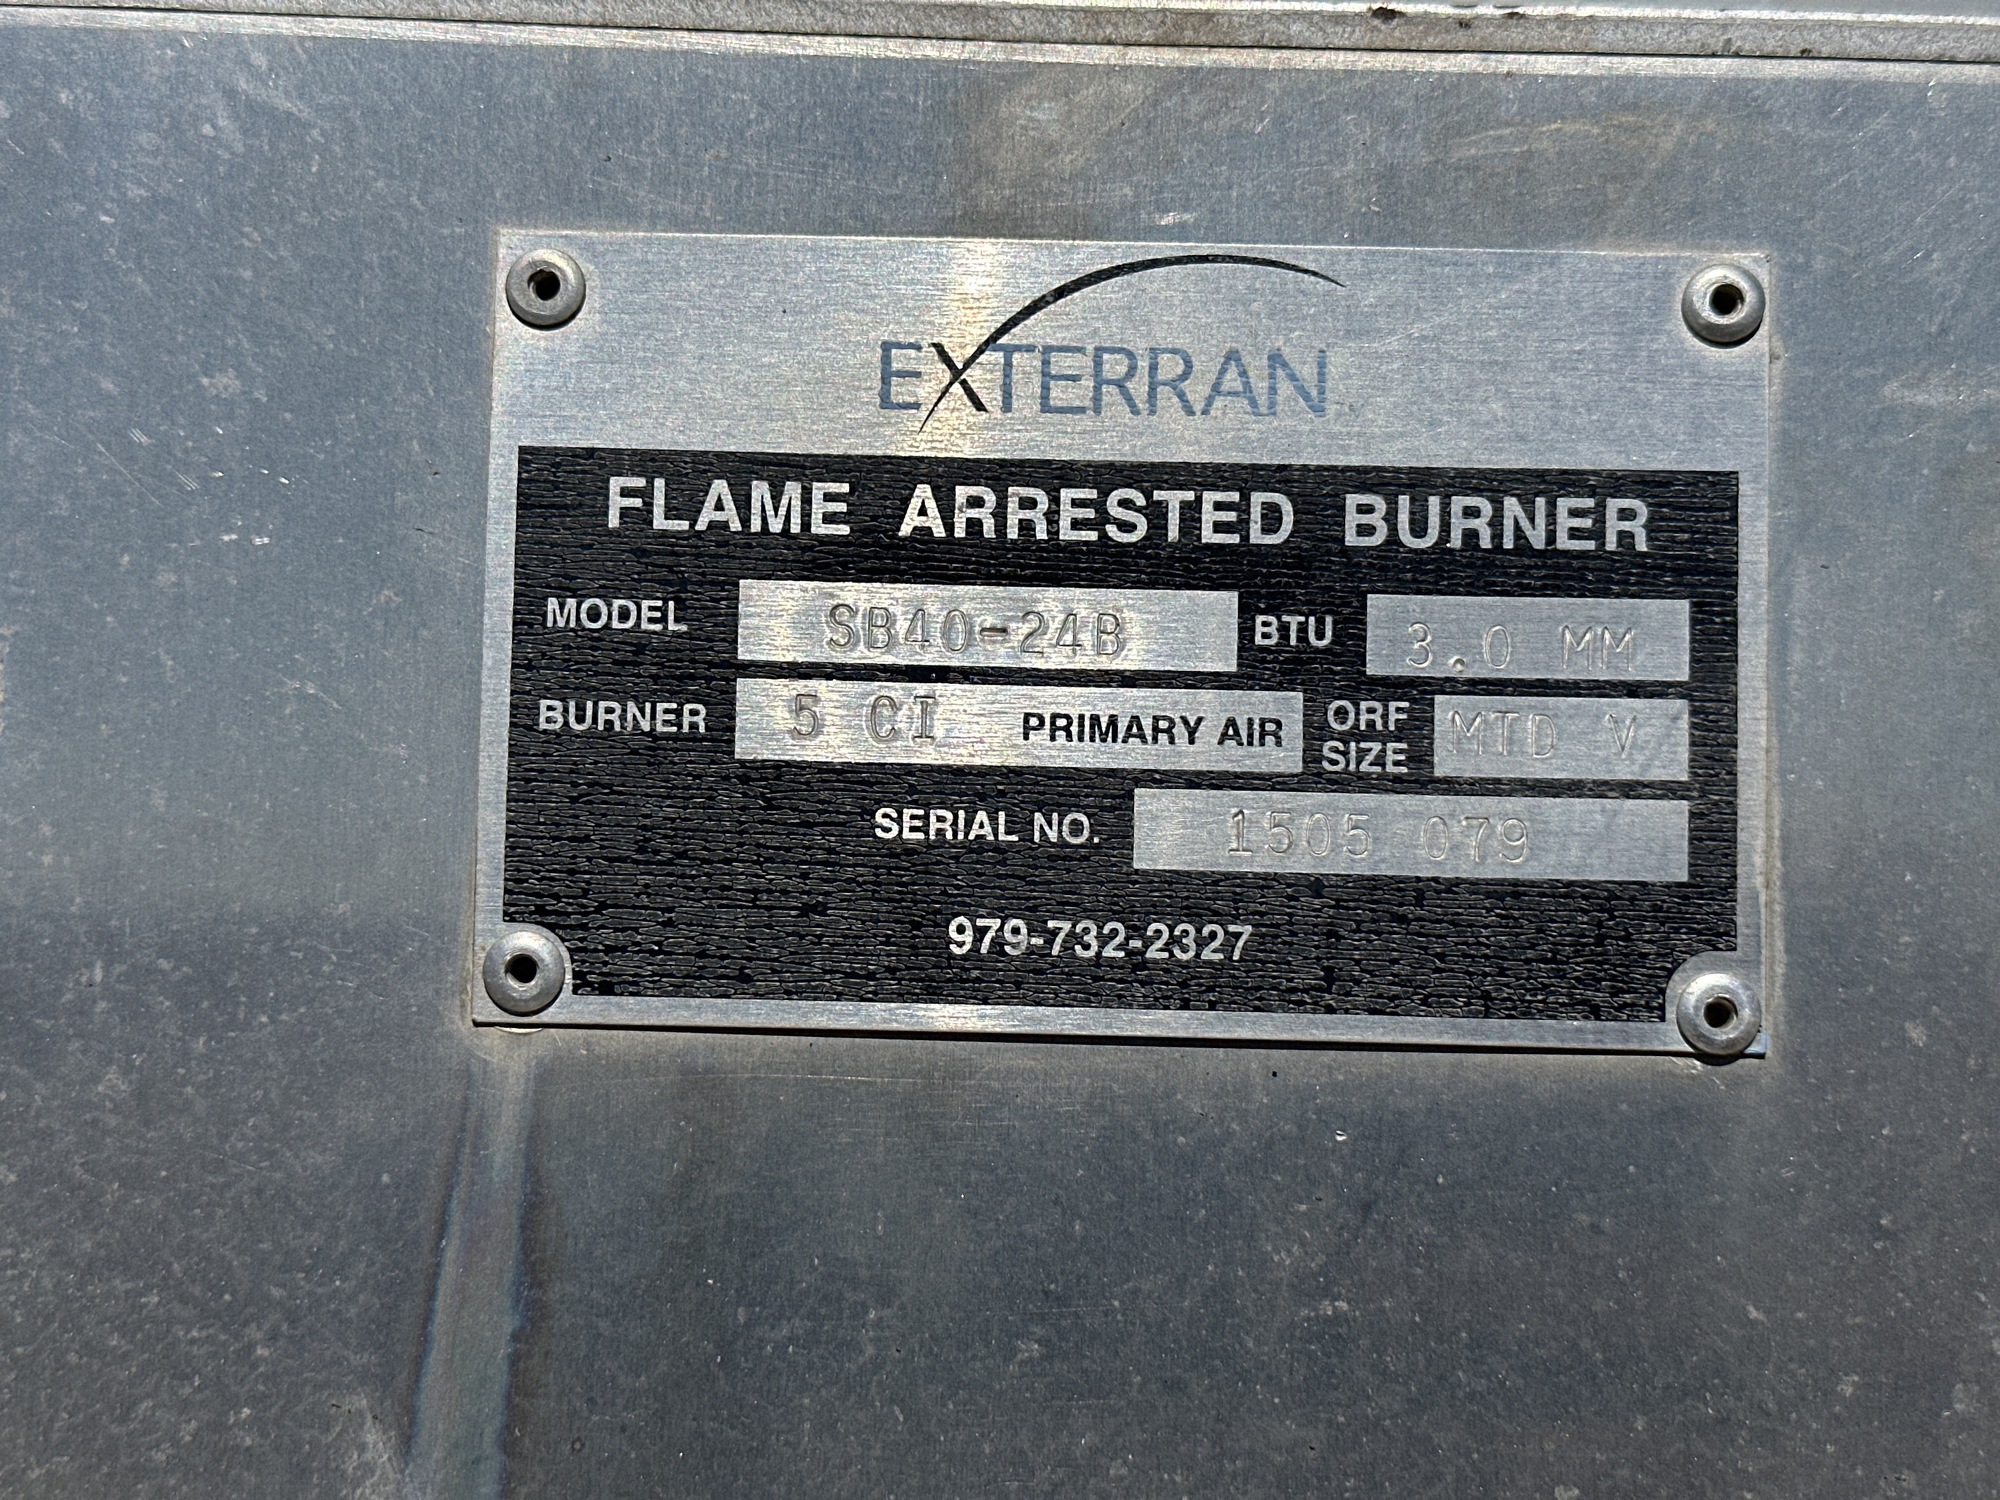 EXTERRAN
FLAME ARRESTED BURNER
MODEL SB40-24B BTU 3.0 MM
BURNER 5 CI PRIMARY AIR ORF SIZE MTD V
SERIAL NO. 1505 079
979-732-2327